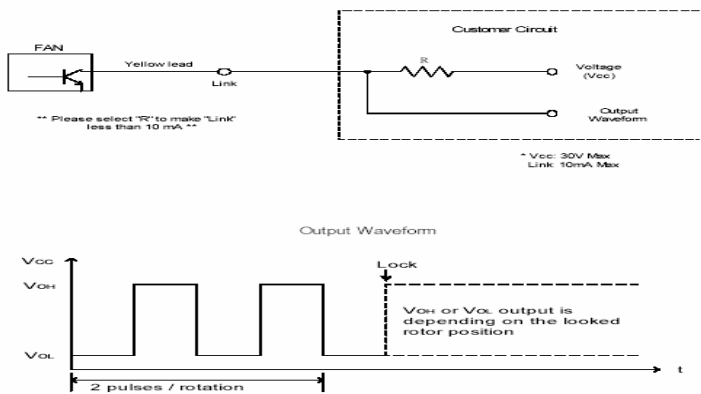 Customer Circuit
FAN
Yellow lead
R
Voltage
(Vcc)
Link
Output
Waveform
** Please select "R" to make "Link"
less than 10 mA **
* Vcc: 30V Max
Link: 10mA Max
Output Waveform
Vcc
Lock
VOH
VOH or VOL output is
depending on the looked
rotor position
VOL
t
2 pulses / rotation